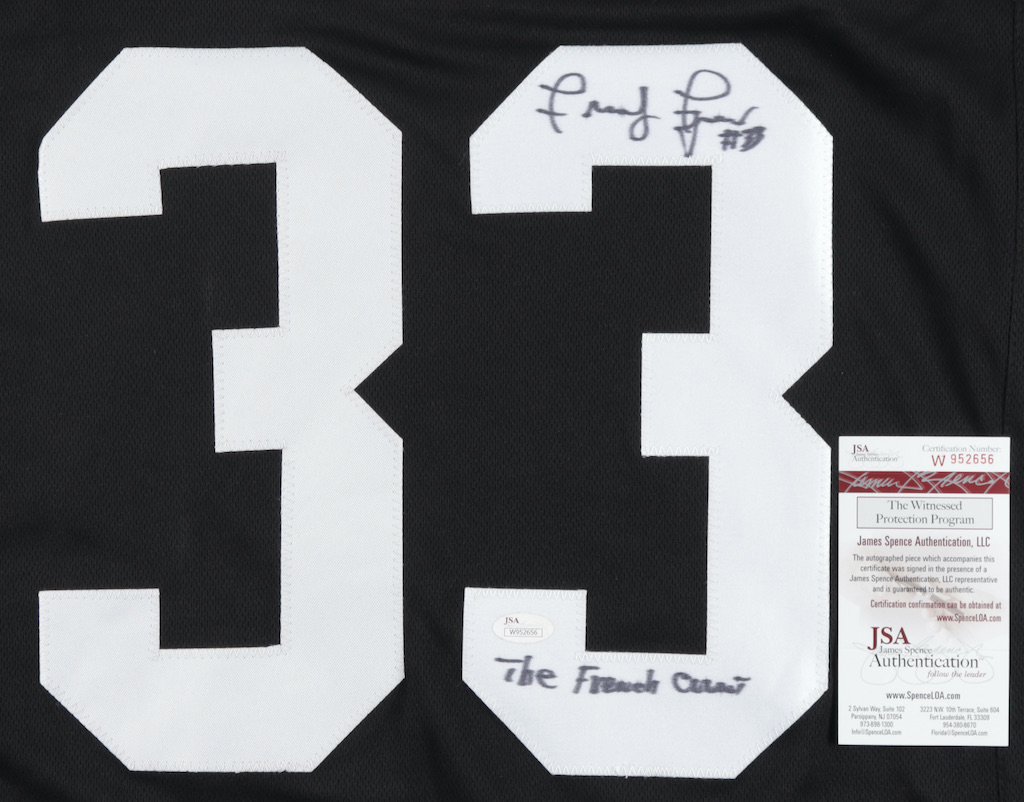 33
#33
JSA
W952656
The French Count
JSA
Authentication™
Certification Number:
W 952656
The Witnessed
Protection Program
James Spence Authentication, LLC
The autographed piece which accompanies this
certificate was signed in the presence of a
James Spence Authentication, LLC representative
and is guaranteed to be authentic.
Certification confirmation can be obtained at
www.SpenceLOA.com
JSA
James Spence
Authentication™
follow the leader
www.SpenceLOA.com
2 Sylvan Way, Suite 102
Parsippany, NJ 07054
973-898-1300
Info@SpenceLOA.com
3223 N.W. 10th Terrace, Suite 604
Fort Lauderdale, FL 33309
954-380-8670
Florida@SpenceLOA.com